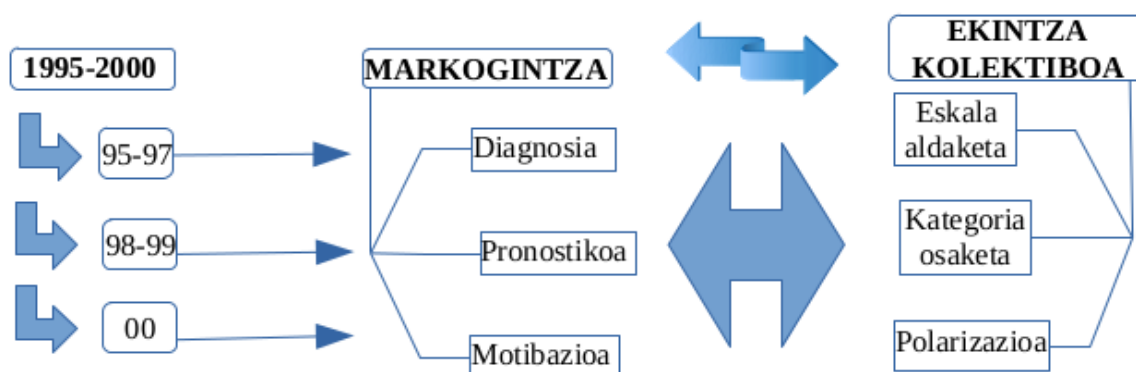 1995-2000
95-97
98-99
00
MARKOGINTZA
Diagnosia
Pronostikoa
Motibazioa
EKINTZA
KOLEKTIBOA
Eskala
aldaketa
Kategoria
osaketa
Polarizazioa